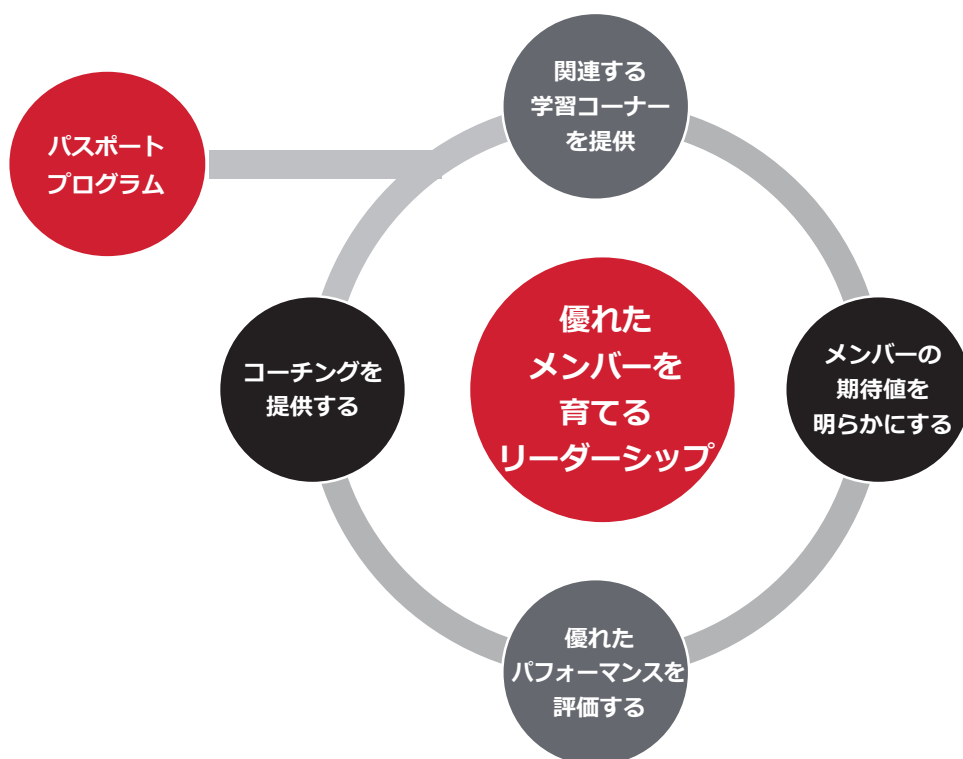 関連する
学習コーナー
を提供
パスポート
プログラム
優れた
メンバーを
育てる
リーダーシップ
コーチングを
提供する
メンバーの
期待値を
明らかにする
優れた
パフォーマンスを
評価する